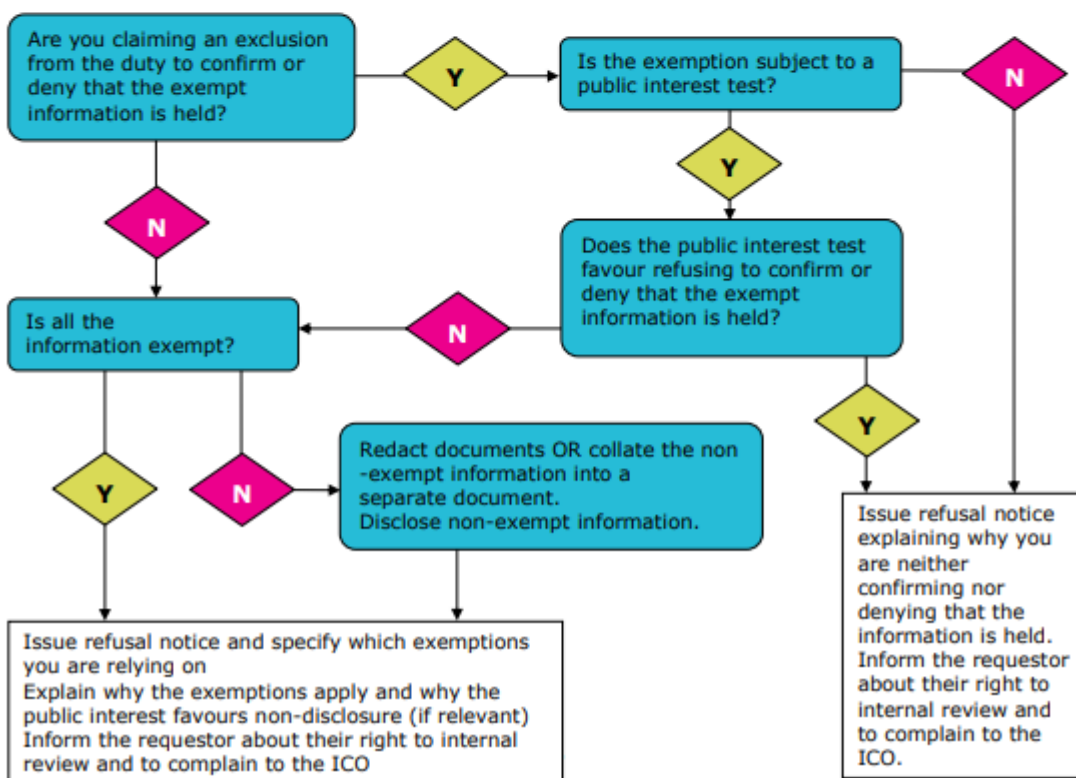 Are you claiming an exclusion
from the duty to confirm or
deny that the exempt
information is held?
Y
Is the exemption subject to a
public interest test?
N
Y
N
Does the public interest test
favour refusing to confirm or
deny that the exempt
information is held?
Is all the
information exempt?
N
Y
Redact documents OR collate the non
-exempt information into a
separate document.
Disclose non-exempt information.
Y
N
Issue refusal notice
explaining why you
are neither
confirming nor
denying that the
information is held.
Inform the requestor
about their right to
internal review and
to complain to the
ICO.
Issue refusal notice and specify which exemptions
you are relying on
Explain why the exemptions apply and why the
public interest favours non-disclosure (if relevant)
Inform the requestor about their right to internal
review and to complain to the ICO